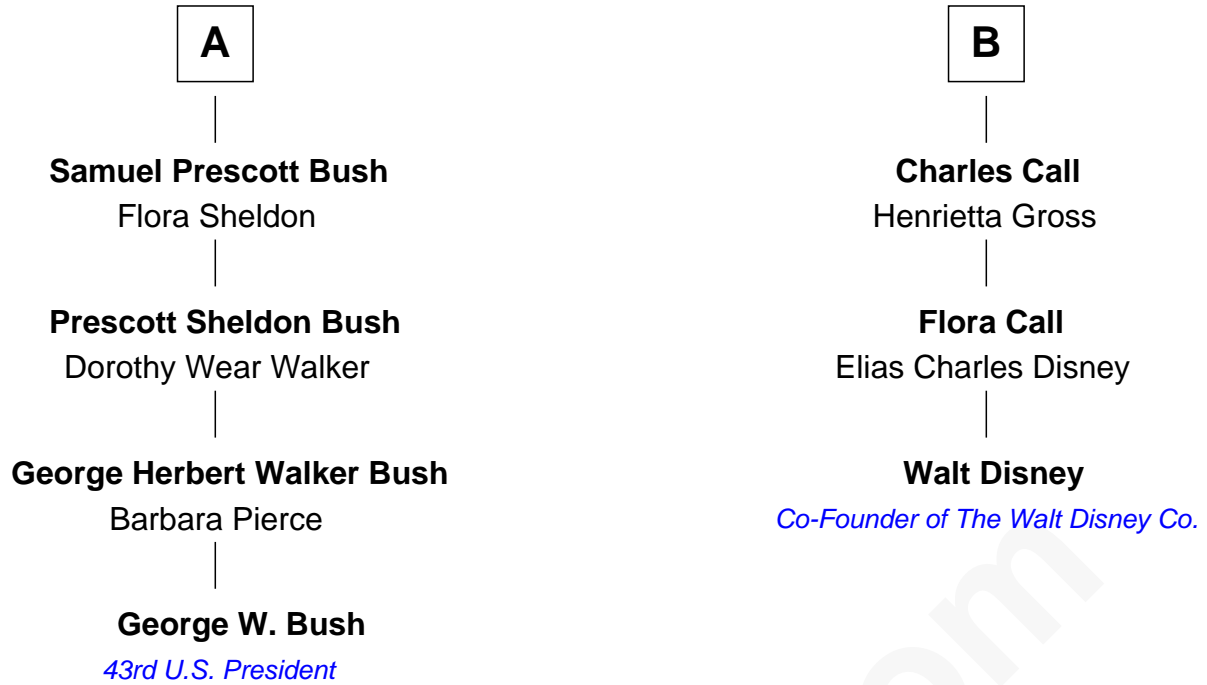 A
Samuel Prescott Bush
Flora Sheldon
Prescott Sheldon Bush
Dorothy Wear Walker
George Herbert Walker Bush
Barbara Pierce
George W. Bush
43rd U.S. President
B
Charles Call
Henrietta Gross
Flora Call
Elias Charles Disney
Walt Disney
Co-Founder of The Walt Disney Co.
om